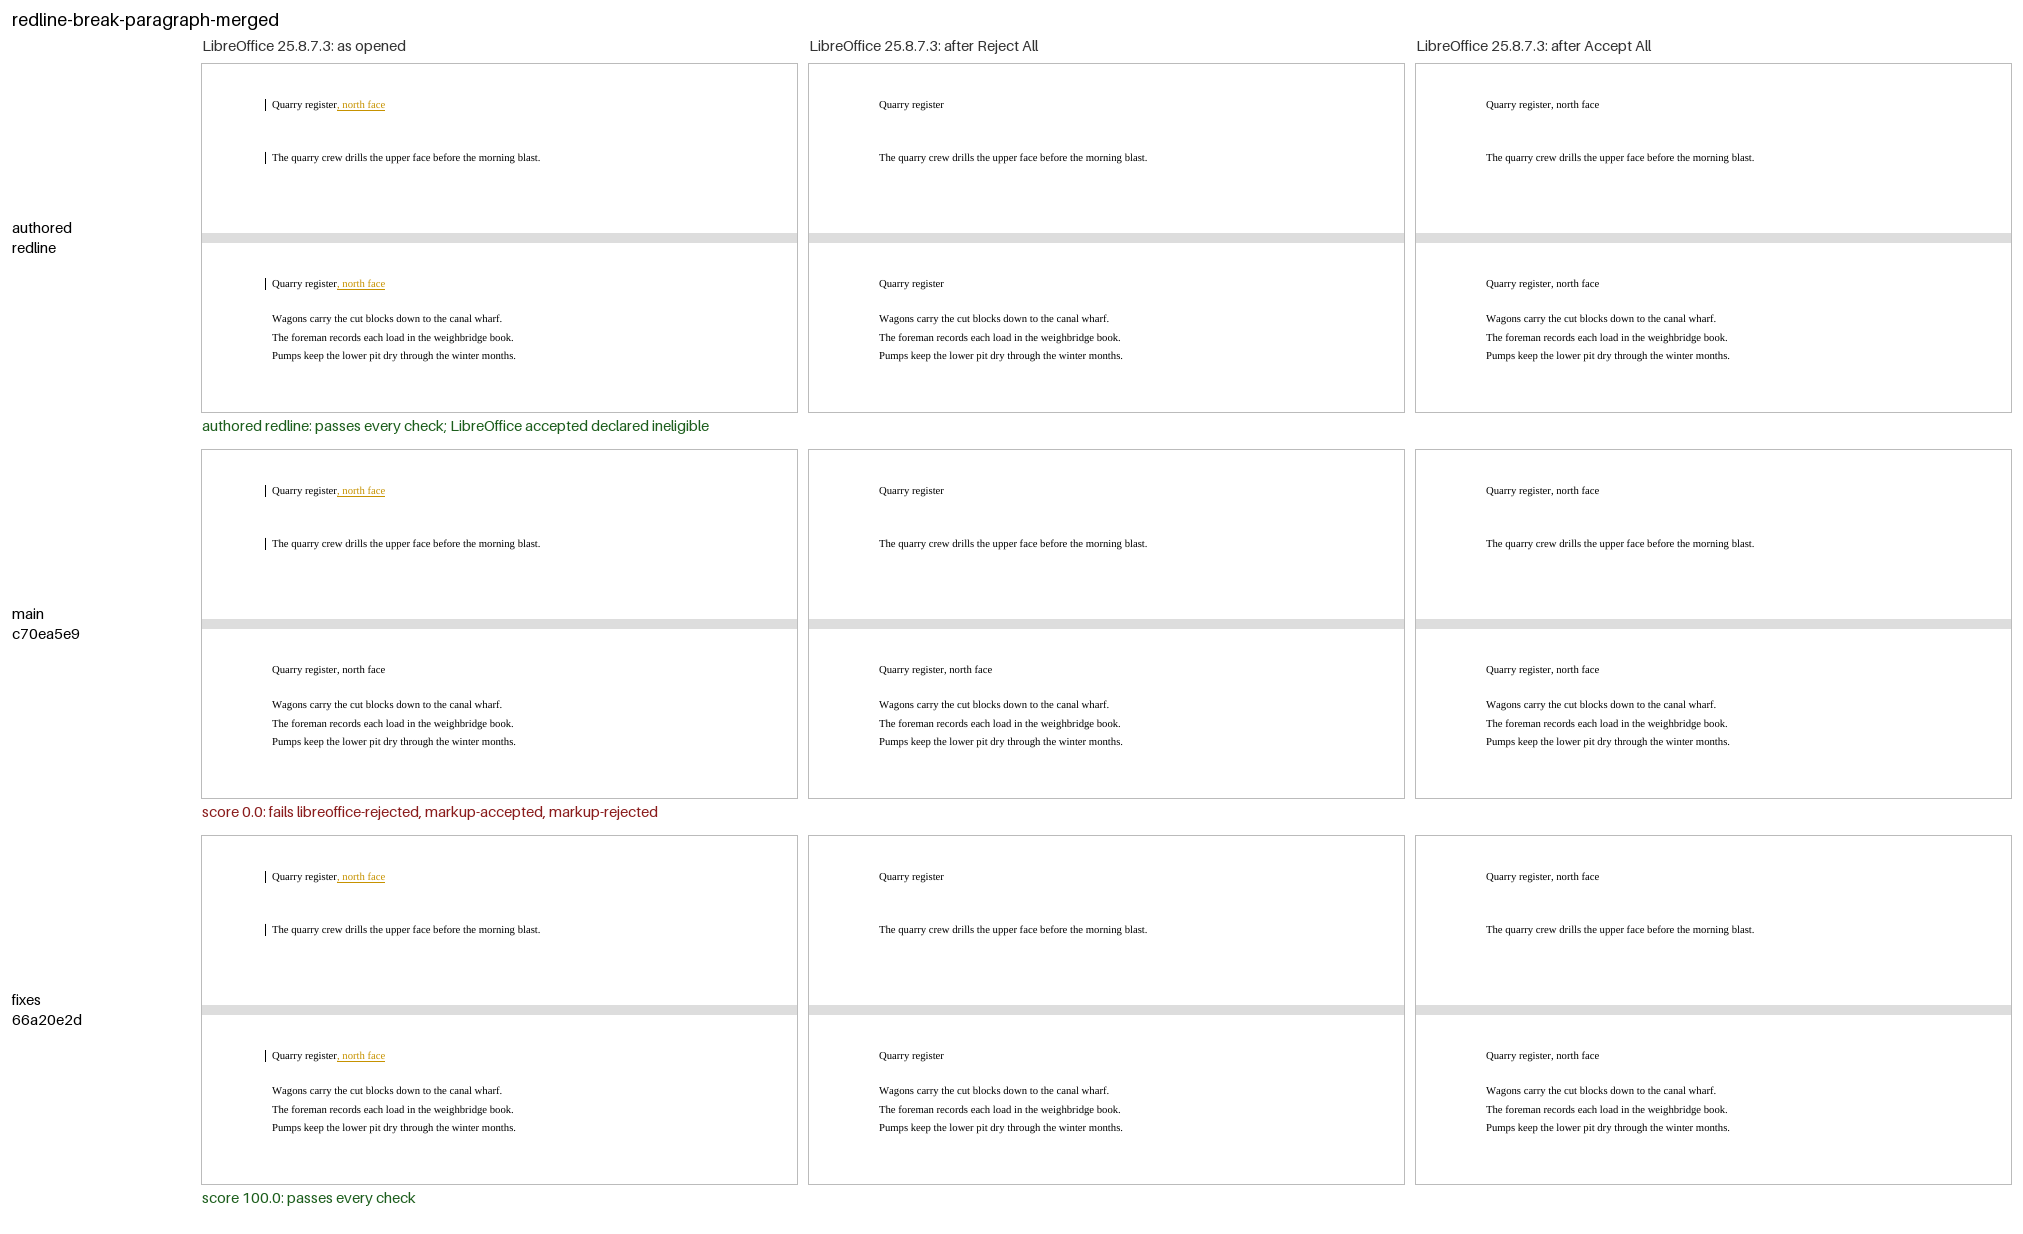 redline-break-paragraph-merged
LibreOffice 25.8.7.3: as opened
LibreOffice 25.8.7.3: after Reject All
LibreOffice 25.8.7.3: after Accept All
authored
redline
Quarry register, north face
The quarry crew drills the upper face before the morning blast.
Quarry register, north face
Wagons carry the cut blocks down to the canal wharf.
The foreman records each load in the weighbridge book.
Pumps keep the lower pit dry through the winter months.
Quarry register
The quarry crew drills the upper face before the morning blast.
Quarry register
Wagons carry the cut blocks down to the canal wharf.
The foreman records each load in the weighbridge book.
Pumps keep the lower pit dry through the winter months.
Quarry register, north face
The quarry crew drills the upper face before the morning blast.
Quarry register, north face
Wagons carry the cut blocks down to the canal wharf.
The foreman records each load in the weighbridge book.
Pumps keep the lower pit dry through the winter months.
authored redline: passes every check; LibreOffice accepted declared ineligible
main
c70ea5e9
Quarry register, north face
The quarry crew drills the upper face before the morning blast.
Quarry register, north face
Wagons carry the cut blocks down to the canal wharf.
The foreman records each load in the weighbridge book.
Pumps keep the lower pit dry through the winter months.
Quarry register
The quarry crew drills the upper face before the morning blast.
Quarry register, north face
Wagons carry the cut blocks down to the canal wharf.
The foreman records each load in the weighbridge book.
Pumps keep the lower pit dry through the winter months.
Quarry register, north face
The quarry crew drills the upper face before the morning blast.
Quarry register, north face
Wagons carry the cut blocks down to the canal wharf.
The foreman records each load in the weighbridge book.
Pumps keep the lower pit dry through the winter months.
score 0.0: fails libreoffice-rejected, markup-accepted, markup-rejected
fixes
66a20e2d
Quarry register, north face
The quarry crew drills the upper face before the morning blast.
Quarry register, north face
Wagons carry the cut blocks down to the canal wharf.
The foreman records each load in the weighbridge book.
Pumps keep the lower pit dry through the winter months.
Quarry register
The quarry crew drills the upper face before the morning blast.
Quarry register
Wagons carry the cut blocks down to the canal wharf.
The foreman records each load in the weighbridge book.
Pumps keep the lower pit dry through the winter months.
Quarry register, north face
The quarry crew drills the upper face before the morning blast.
Quarry register, north face
Wagons carry the cut blocks down to the canal wharf.
The foreman records each load in the weighbridge book.
Pumps keep the lower pit dry through the winter months.
score 100.0: passes every check